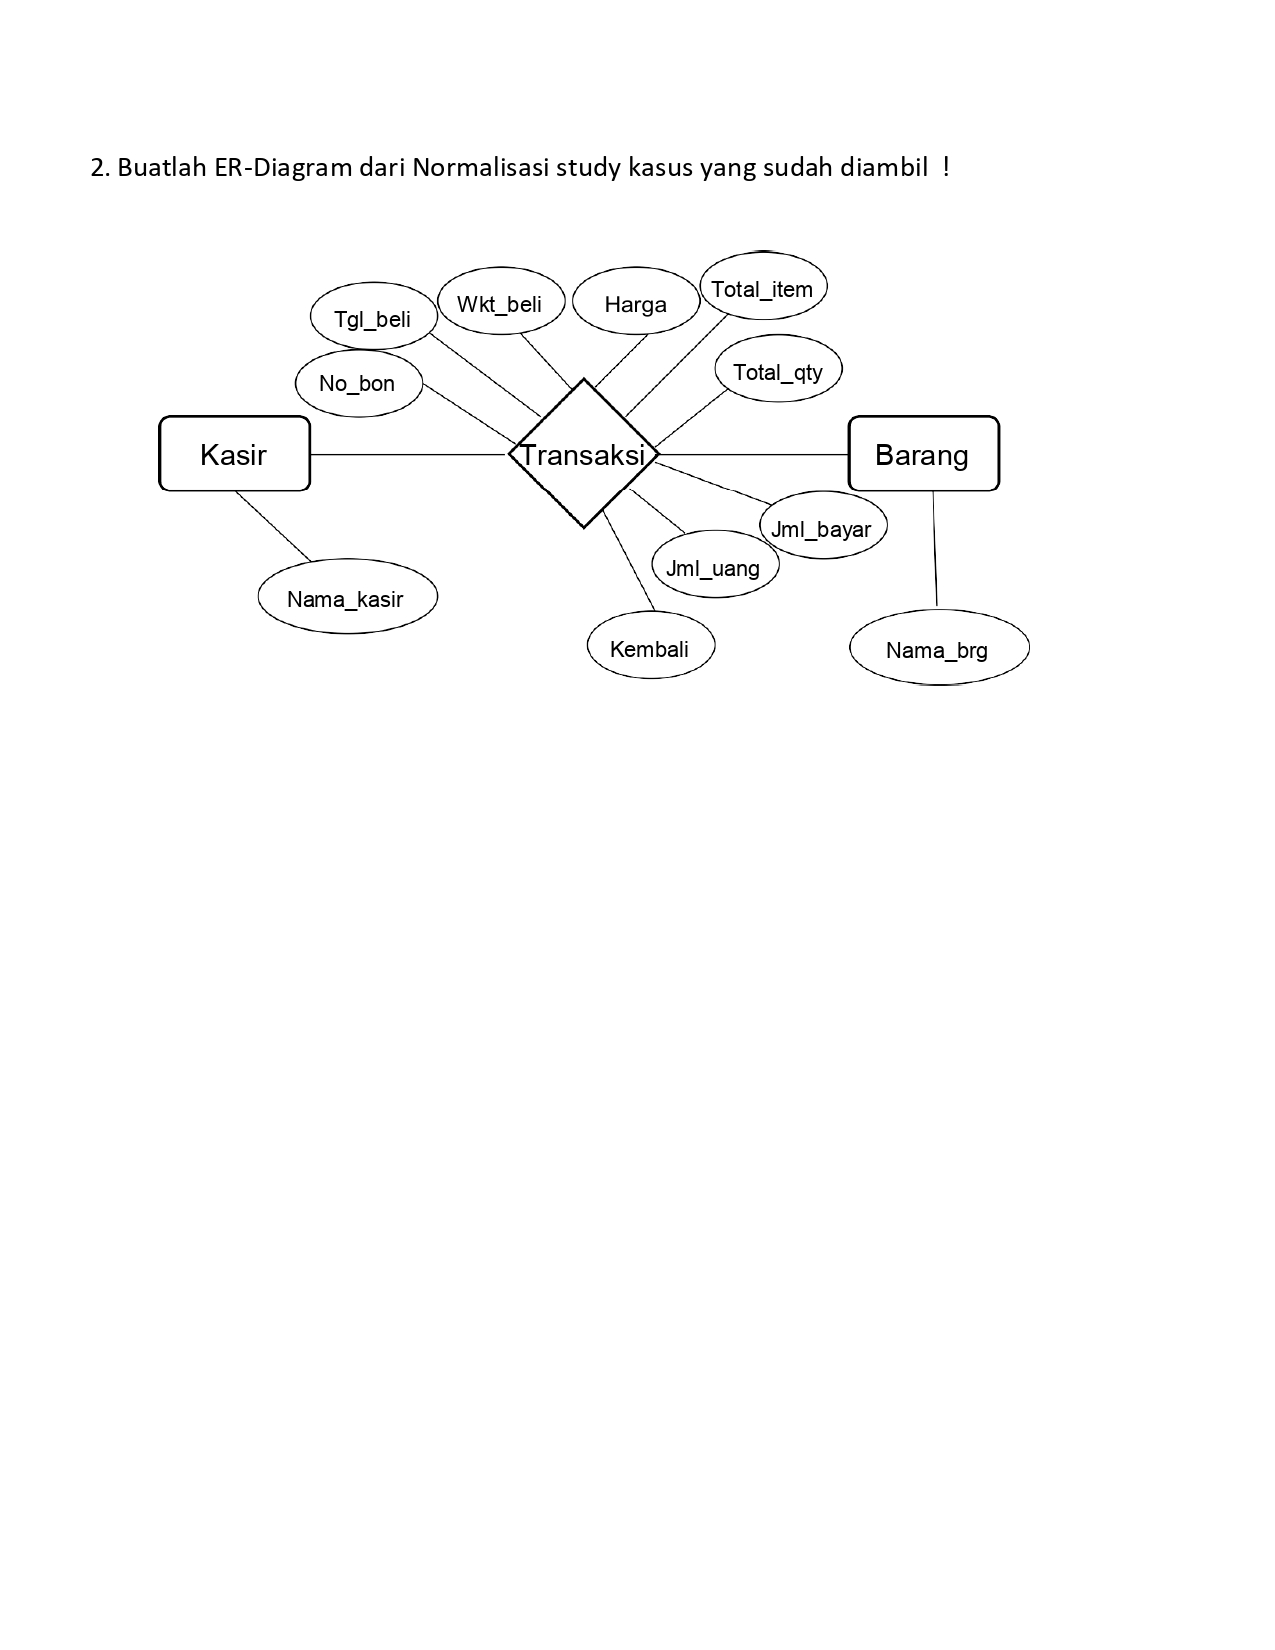 2. Buatlah ER-Diagram dari Normalisasi study kasus yang sudah diambil  !
Total_item
Wkt_beli
Harga
Tgl_beli
Total_qty
No_bon
Kasir
Transaksi
Barang
Jml_bayar
Jml_uang
Nama_kasir
Kembali
Nama_brg